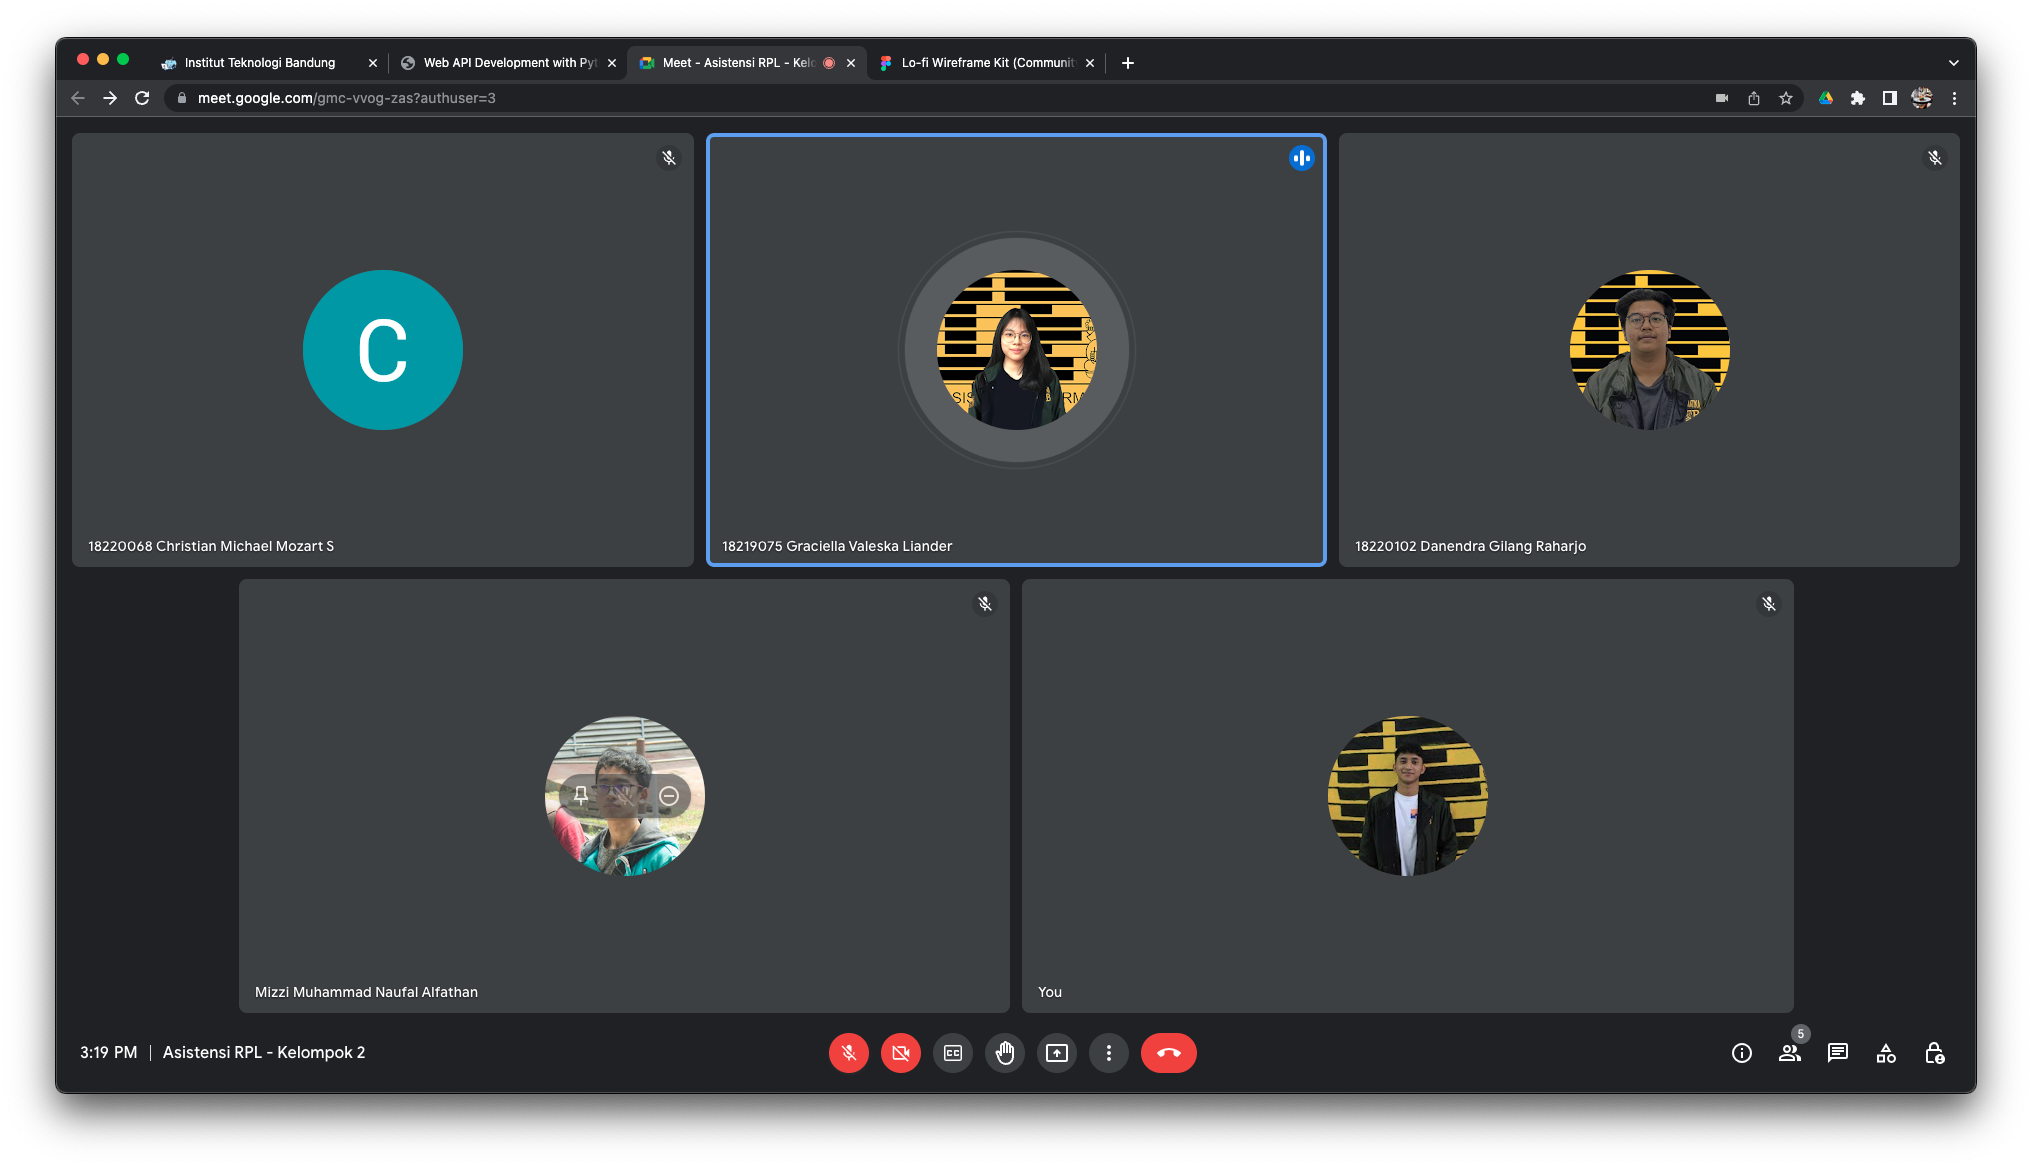 Institut Teknologi Bandung
Web API Development with Pyt
Meet - Asistensi RPL - Kelo
Lo-fi Wireframe Kit (Communit
meet.google.com/gmc-vvog-zas?authuser=3
C
18220068 Christian Michael Mozart S
18219075 Graciella Valeska Liander
18220102 Danendra Gilang Raharjo
Mizzi Muhammad Naufal Alfathan
You
3:19 PM | Asistensi RPL - Kelompok 2
CC
5